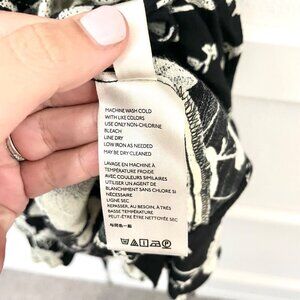 MACHINE WASH COLD
WITH LIKE COLORS
USE ONLY NON-CHLORINE
BLEACH
LINE DRY
LOW IRON AS NEEDED
MAY BE DRY CLEANED
LAVAGE EN MACHINE À
TEMPÉRATURE FROIDE
AVEC COULEURS SIMILAIRES
UTILISER UN AGENT DE
BLANCHIMENT SANS CHLORE SI
NÉCESSAIRE
LIGNE SEC
REPASSER, AU BESOIN, À TRÈS
BASSE TEMPÉRATURE
PEUT-ÊTRE NETTOYÉ SEC